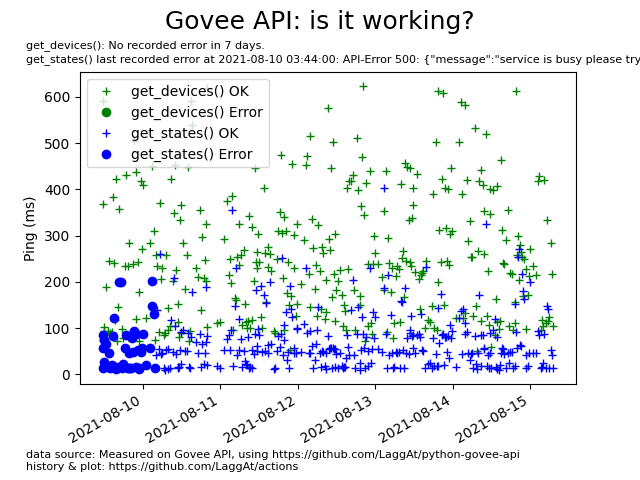 Govee API: is it working?
get_devices(): No recorded error in 7 days.
get_states() last recorded error at 2021-08-10 03:44:00: API-Error 500: {"message":"service is busy please try
get_devices() OK
get_devices() Error
get_states() OK
get_states() Error
Ping (ms)
600
500
400
300
200
100
0
2021-08-10
2021-08-11
2021-08-12
2021-08-13
2021-08-14
2021-08-15
data source: Measured on Govee API, using https://github.com/LaggAt/python-govee-api
history & plot: https://github.com/LaggAt/actions